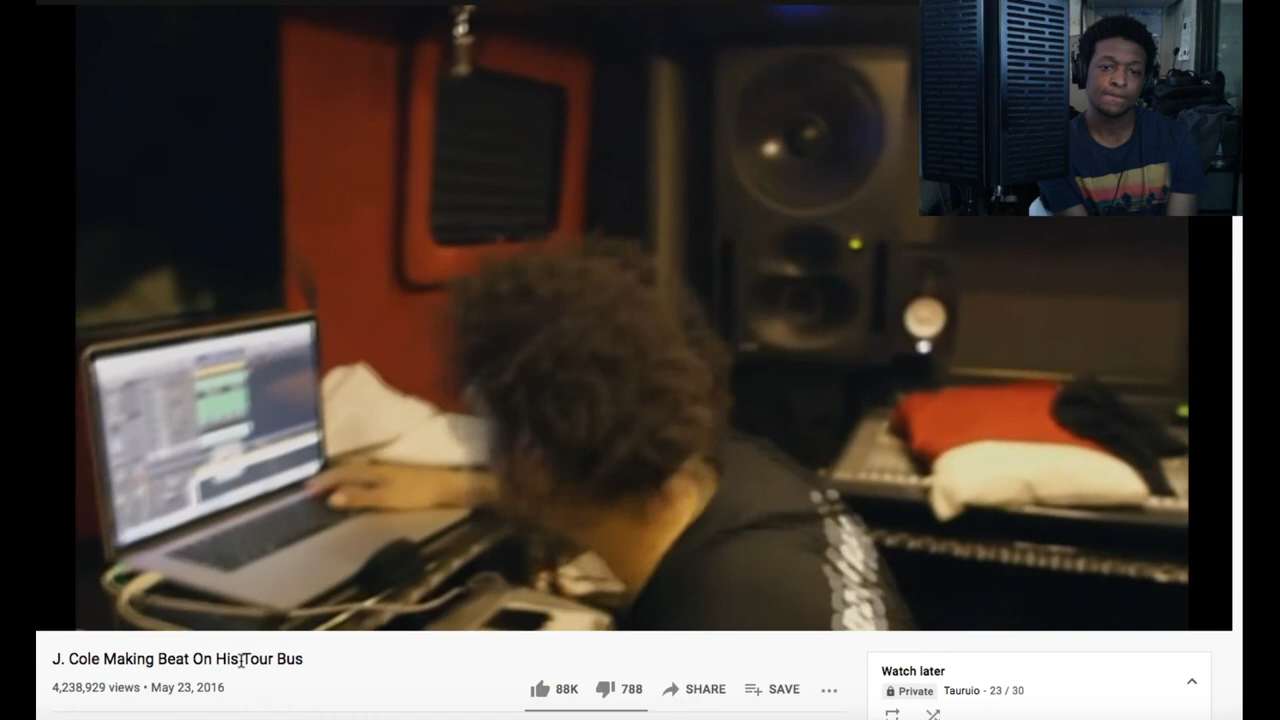 J. Cole Making Beat On His Tour Bus
4,238,929 views • May 23, 2016
88K
788
SHARE
SAVE
Watch later
Private
Tauruio - 23 / 30